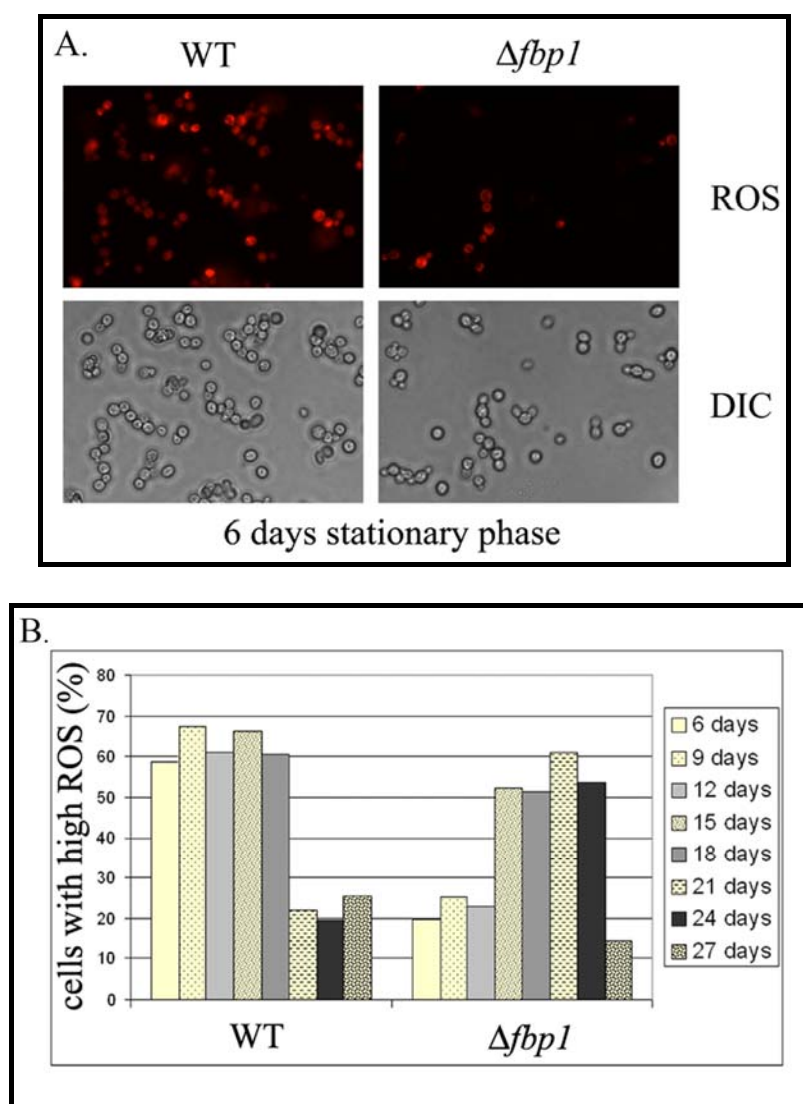 A.
WT Δfbp1
ROS
DIC
6 days stationary phase
B.
cells with high ROS (%)
80
70
60
50
40
30
20
10
0
WT Δfbp1
6 days
9 days
12 days
15 days
18 days
21 days
24 days
27 days